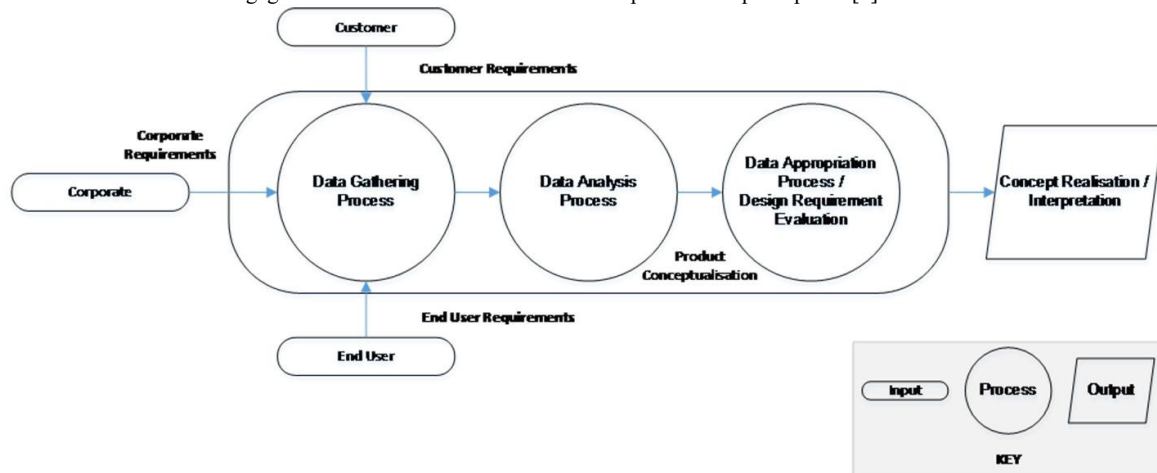 Customer
Customer Requirements
Corporate
Requirements
Corporate
Data Gathering
Process
Data Analysis
Process
Data Appropriation
Process /
Design Requirement
Evaluation
Concept Realisation /
Interpretation
Product
Conceptualisation
End User Requirements
End User
Input
Process
Output
KEY